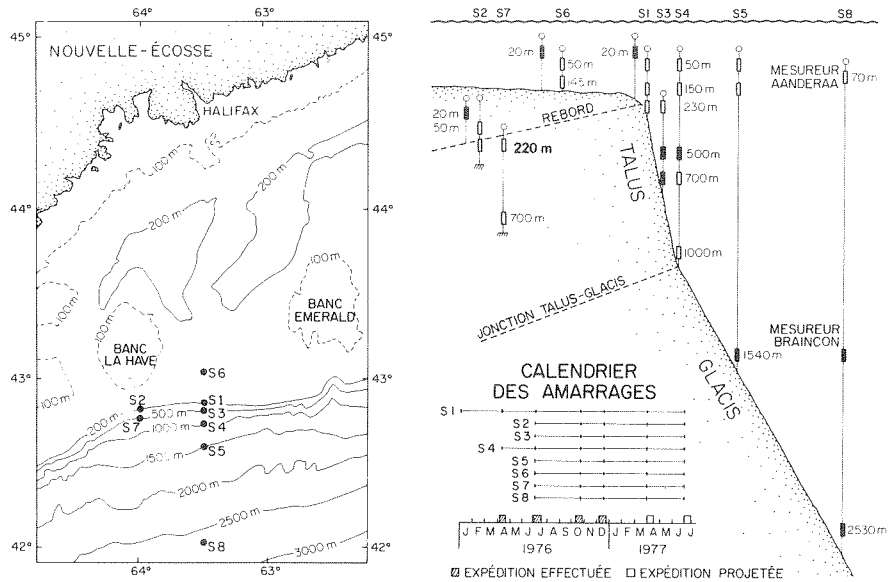 64° 63°
45°
NOUVELLE-ÉCOSSE
HALIFAX
100m
200 m
200 m
44°
100m
100m
BANC EMERALD
100m
BANC LA HAVE
43°
100 m
S6
S2 S1
200 m 500 m S3
S7 1000 m S4
1500 m S5
2000 m
2500 m
S8
3000 m
42°
64° 63°
S2 S7 S6 S1 S3 S4 S5 S8
45°
20 m 50 m 145 m 20 m 50 m
MESUREUR AANDERAA
70 m
150 m
230 m
20 m
50 m
REBORD
220 m
TALUS
500 m
44°
700 m
700 m
1000 m
JONCTION TALUS-GLACIS
MESUREUR BRAINCON
1540 m
GLACIS
43°
CALENDRIER
DES AMARRAGES
S1
S2
S3
S4
S5
S6
S7
S8
J F M A M J J A S O N D J F M A M J J
1976 1977
2530 m
42°
EXPÉDITION EFFECTUÉE EXPÉDITION PROJETÉE